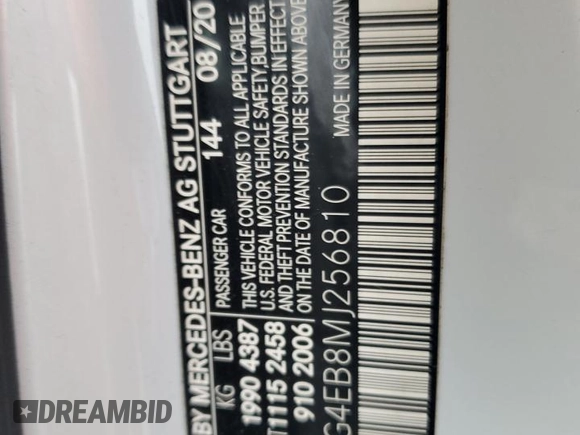 BY MERCEDES-BENZ AG STUTTGART
144 08/20
KG LBS PASSENGER CAR
1990 4387 THIS VEHICLE CONFORMS TO ALL APPLICABLE
1115 2458 U.S. FEDERAL MOTOR VEHICLE SAFETY,BUMPER
910 2006 AND THEFT PREVENTION STANDARDS IN EFFECT
ON THE DATE OF MANUFACTURE SHOWN ABOVE
G4EB8MJ256810
MADE IN GERMANY